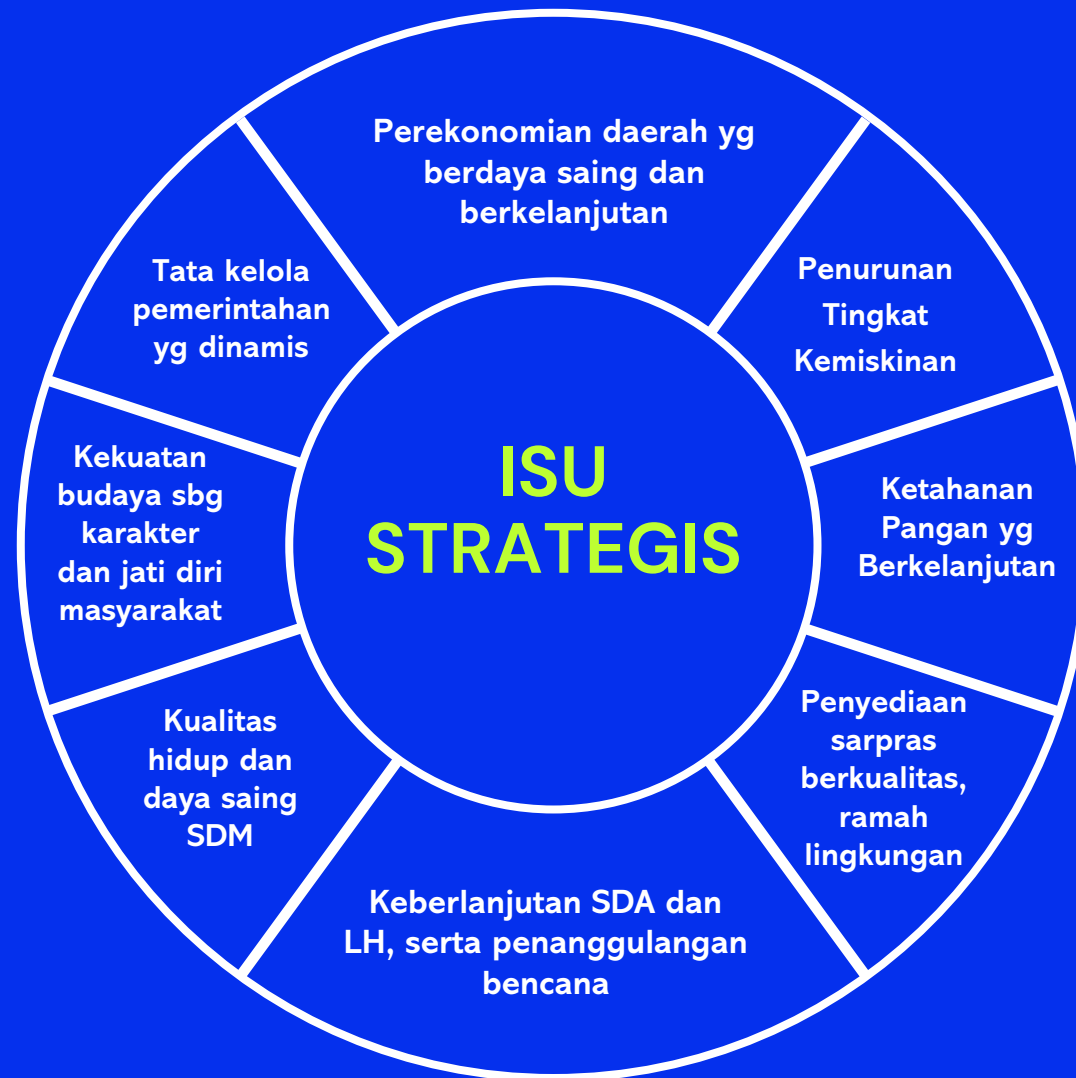 Perekonomian daerah yg
berdaya saing dan
berkelanjutan
Penurunan
Tingkat
Kemiskinan
Ketahanan
Pangan yg
Berkelanjutan
Penyediaan
sarpras
berkualitas,
ramah
lingkungan
Keberlanjutan SDA dan
LH, serta penanggulangan
bencana
Kualitas
hidup dan
daya saing
SDM
Kekuatan
budaya sbg
karakter
dan jati diri
masyarakat
Tata kelola
pemerintahan
yg dinamis
ISU
STRATEGIS